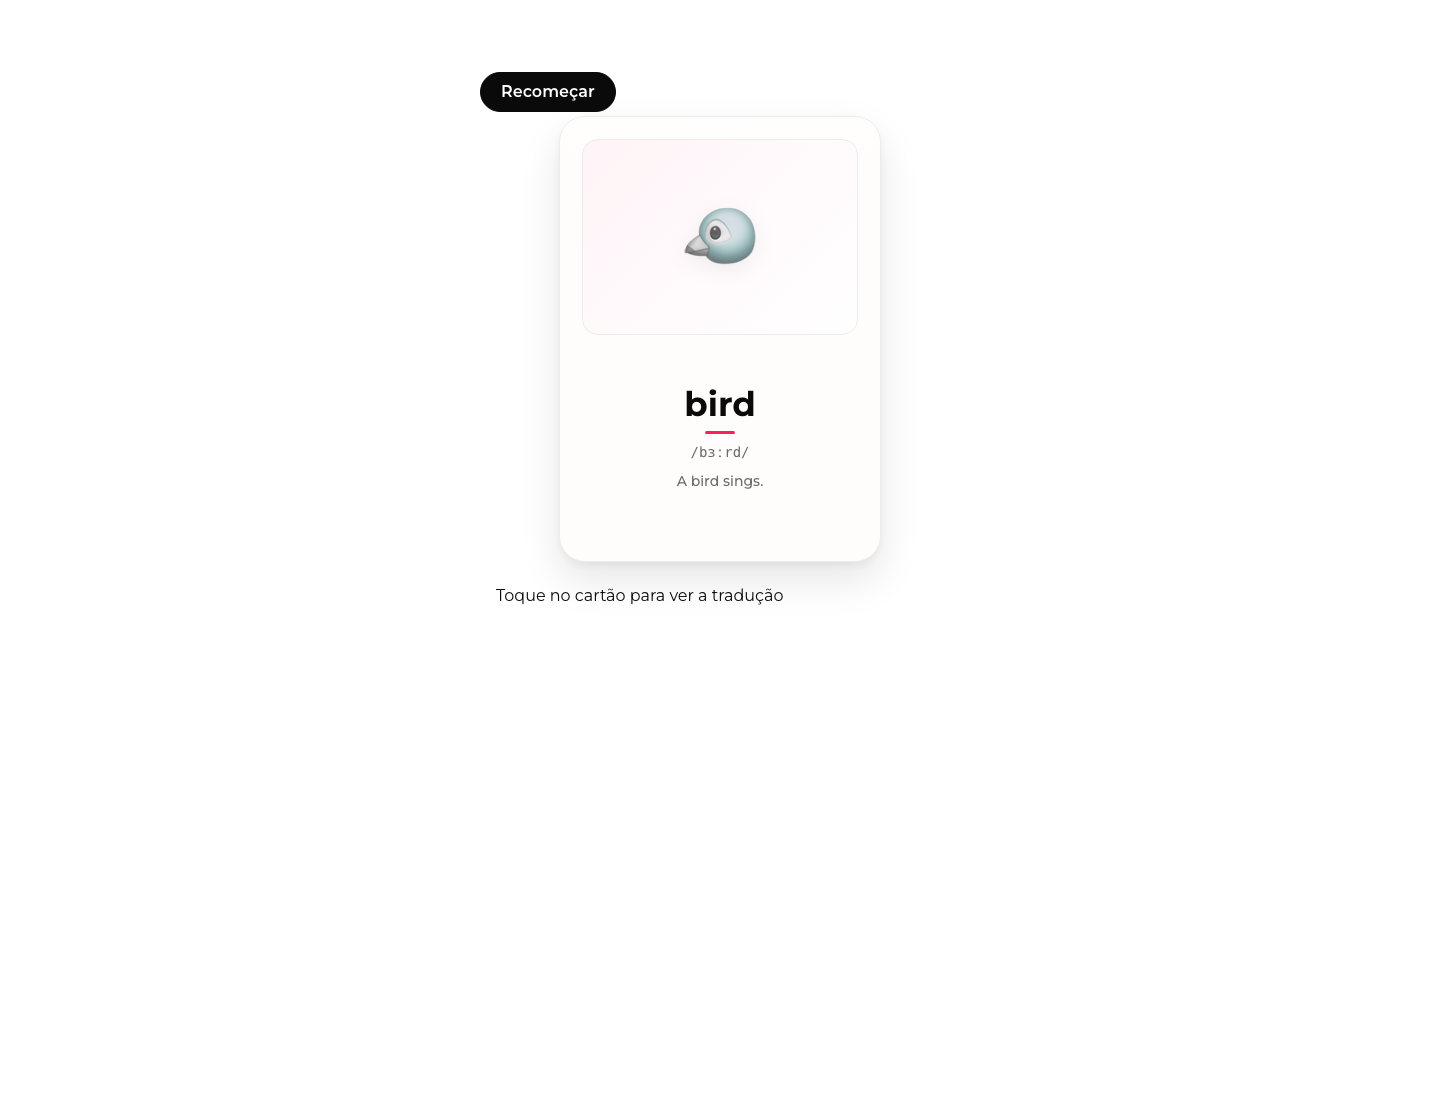 Recomeçar
bird
/bɜːrd/
A bird sings.
Toque no cartão para ver a tradução